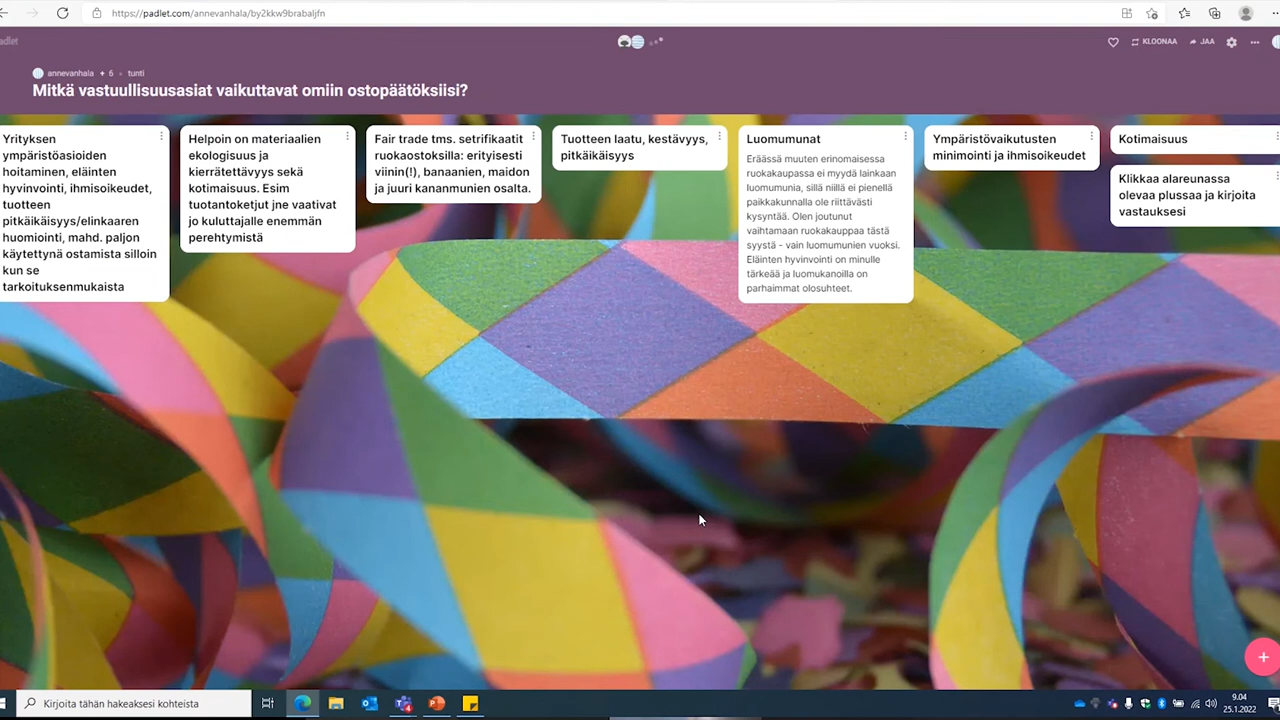 https://padlet.com/annevanhala/by2kkw9brabaljfn
adlet
KLOONAA
JAA
annevanhala + 6 • tunti
Mitkä vastuullisuusasiat vaikuttavat omiin ostopäätöksiisi?
Yrityksen
ympäristöasioiden
hoitaminen, eläinten
hyvinvointi, ihmisoikeudet,
tuotteen
pitkäikäisyys/elinkaaren
huomiointi, mahd. paljon
käytettynä ostamista silloin
kun se
tarkoituksenmukaista
Helpoin on materiaalien
ekologisuus ja
kierrätettävyys sekä
kotimaisuus. Esim
tuotantoketjut jne vaativat
jo kuluttajalle enemmän
perehtymistä
Fair trade tms. setrifikaatit
ruokaostoksilla: erityisesti
viinin(!), banaanien, maidon
ja juuri kananmunien osalta.
Tuotteen laatu, kestävyys,
pitkäikäisyys
Luomumunat
Eräässä muuten erinomaisessa
ruokakaupassa ei myydä lainkaan
luomumunia, sillä niillä ei pienellä
paikkakunnalla ole riittävästi
kysyntää. Olen joutunut
vaihtamaan ruokakauppaa tästä
syystä - vain luomumunien vuoksi.
Eläinten hyvinvointi on minulle
tärkeää ja luomukanoilla on
parhaimmat olosuhteet.
Ympäristövaikutusten
minimointi ja ihmisoikeudet
Kotimaisuus
Klikkaa alareunassa
olevaa plussaa ja kirjoita
vastauksesi
Kirjoita tähän hakeaksesi kohteista
9.04
25.1.2022